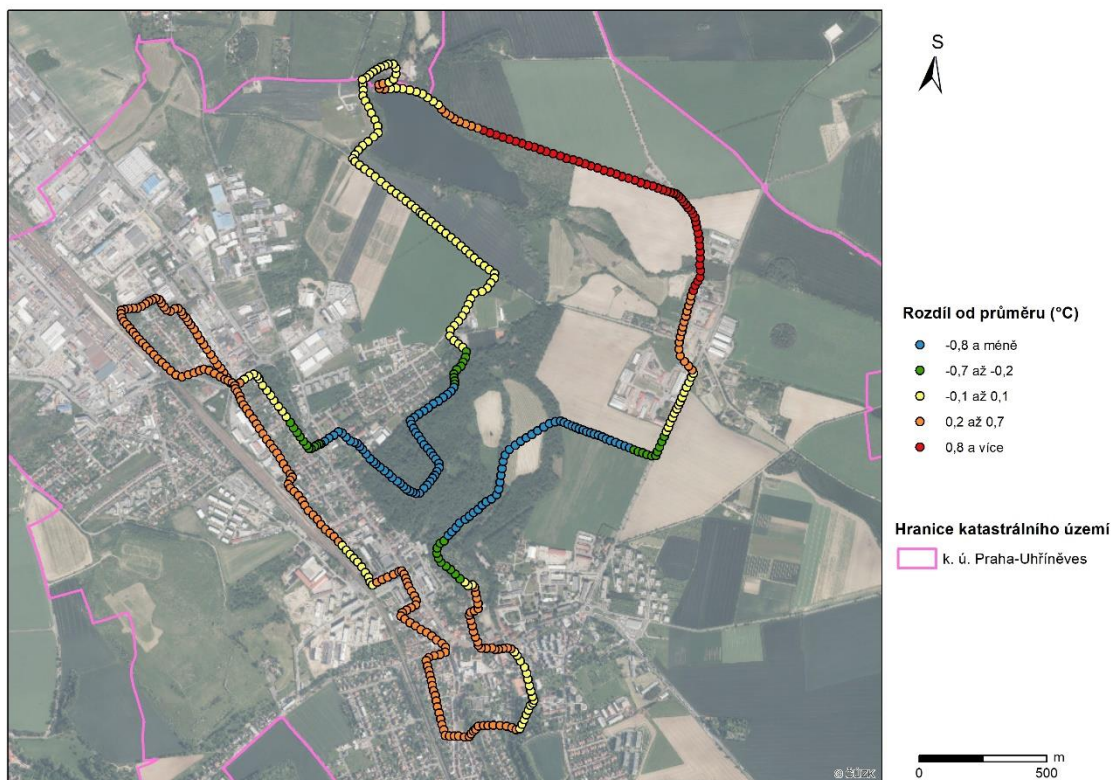 S
Rozdíl od průměru (°C)
-0,8 a méně
-0,7 až -0,2
-0,1 až 0,1
0,2 až 0,7
0,8 a více
Hranice katastrálního území
k. ú. Praha-Uhříněves
m
0 500
© ČÚZK